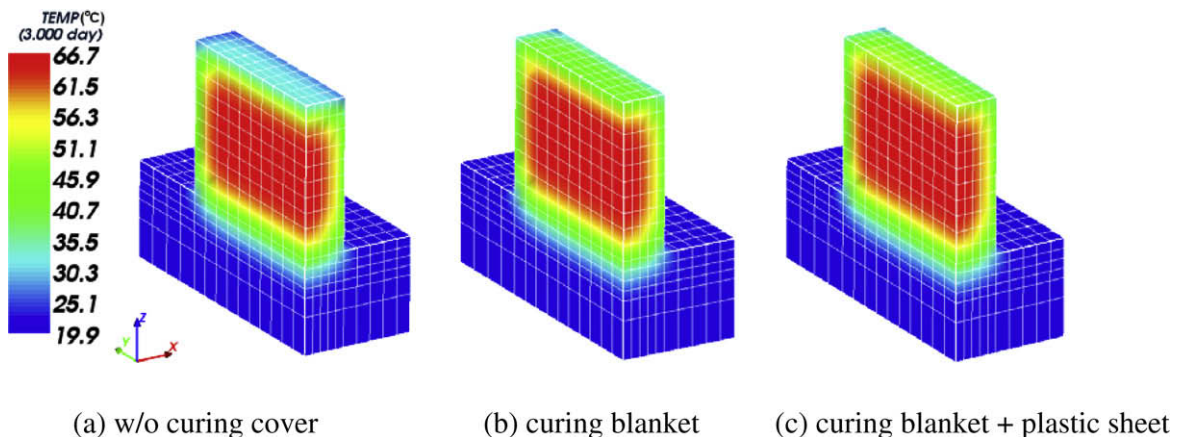 TEMP(°C)
(3.000 day)
66.7
61.5
56.3
51.1
45.9
40.7
35.5
30.3
25.1
19.9
Z
Y
X
(a) w/o curing cover
(b) curing blanket
(c) curing blanket + plastic sheet